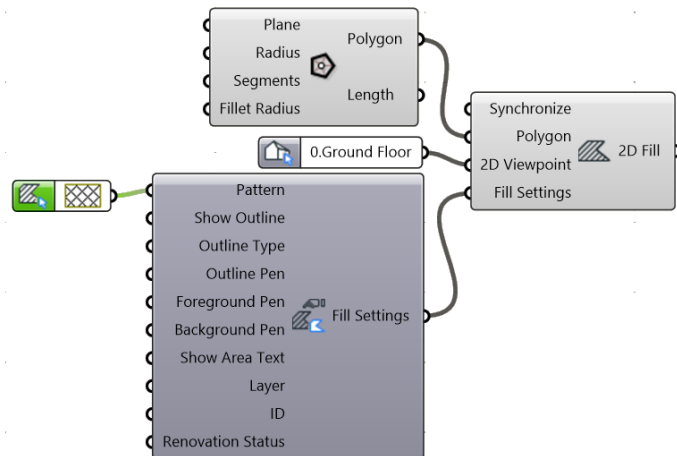 Plane
Radius
Segments
Fillet Radius
Polygon
Length
0.Ground Floor
Synchronize
Polygon
2D Viewpoint
Fill Settings
2D Fill
Pattern
Show Outline
Outline Type
Outline Pen
Foreground Pen
Background Pen
Show Area Text
Layer
ID
Renovation Status
Fill Settings